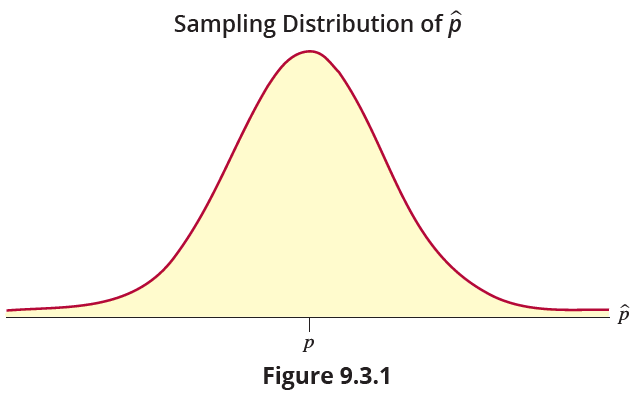 Sampling Distribution of p̂
p̂
p
Figure 9.3.1